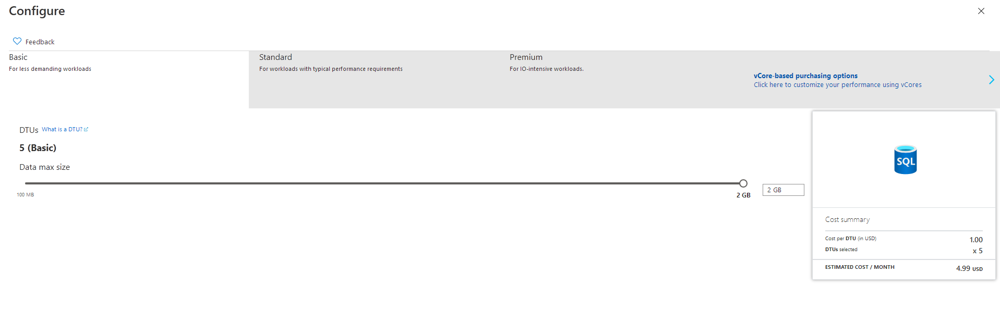 Configure
Feedback
Basic
For less demanding workloads
Standard
For workloads with typical performance requirements
Premium
For IO-intensive workloads.
vCore-based purchasing options
Click here to customize your performance using vCores
DTUs What is a DTU?
5 (Basic)
Data max size
100 MB
2 GB
2 GB
SQL
Cost summary
Cost per DTU (in USD) 1.00
DTUs selected x 5
ESTIMATED COST / MONTH 4.99 USD